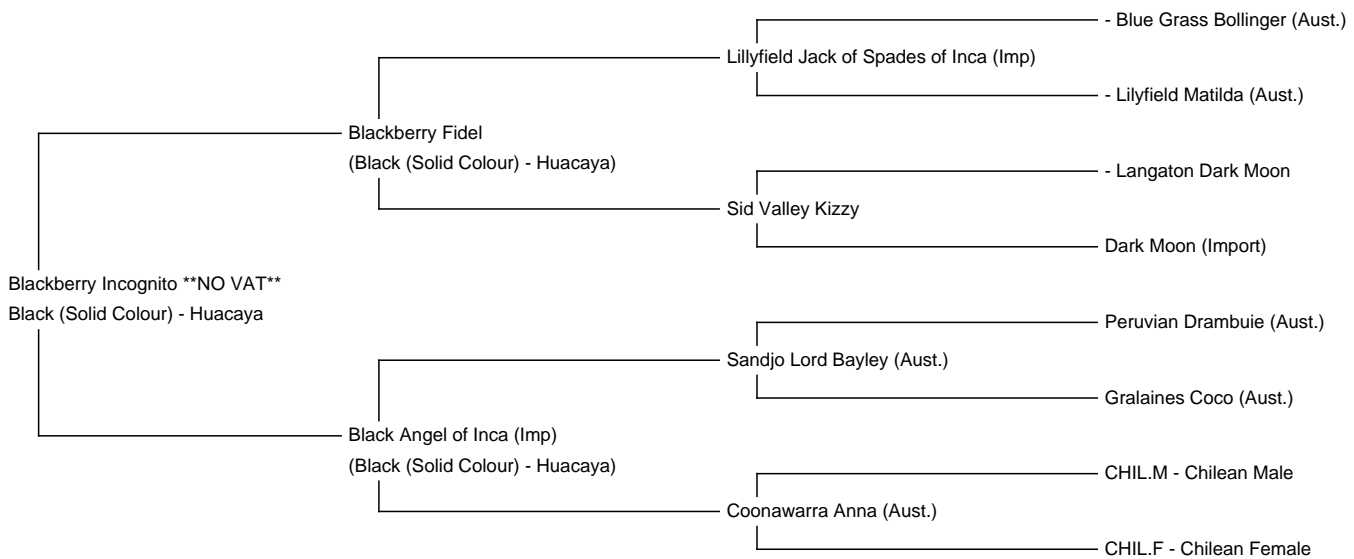 - Blue Grass Bollinger (Aust.)
Lillyfield Jack of Spades of Inca (Imp)
- Lilyfield Matilda (Aust.)
Blackberry Fidel
(Black (Solid Colour) - Huacaya)
- Langaton Dark Moon
Sid Valley Kizzy
Dark Moon (Import)
Blackberry Incognito **NO VAT**
Black (Solid Colour) - Huacaya
Peruvian Drambuie (Aust.)
Sandjo Lord Bayley (Aust.)
Gralaines Coco (Aust.)
Black Angel of Inca (Imp)
(Black (Solid Colour) - Huacaya)
CHIL.M - Chilean Male
Coonawarra Anna (Aust.)
CHIL.F - Chilean Female